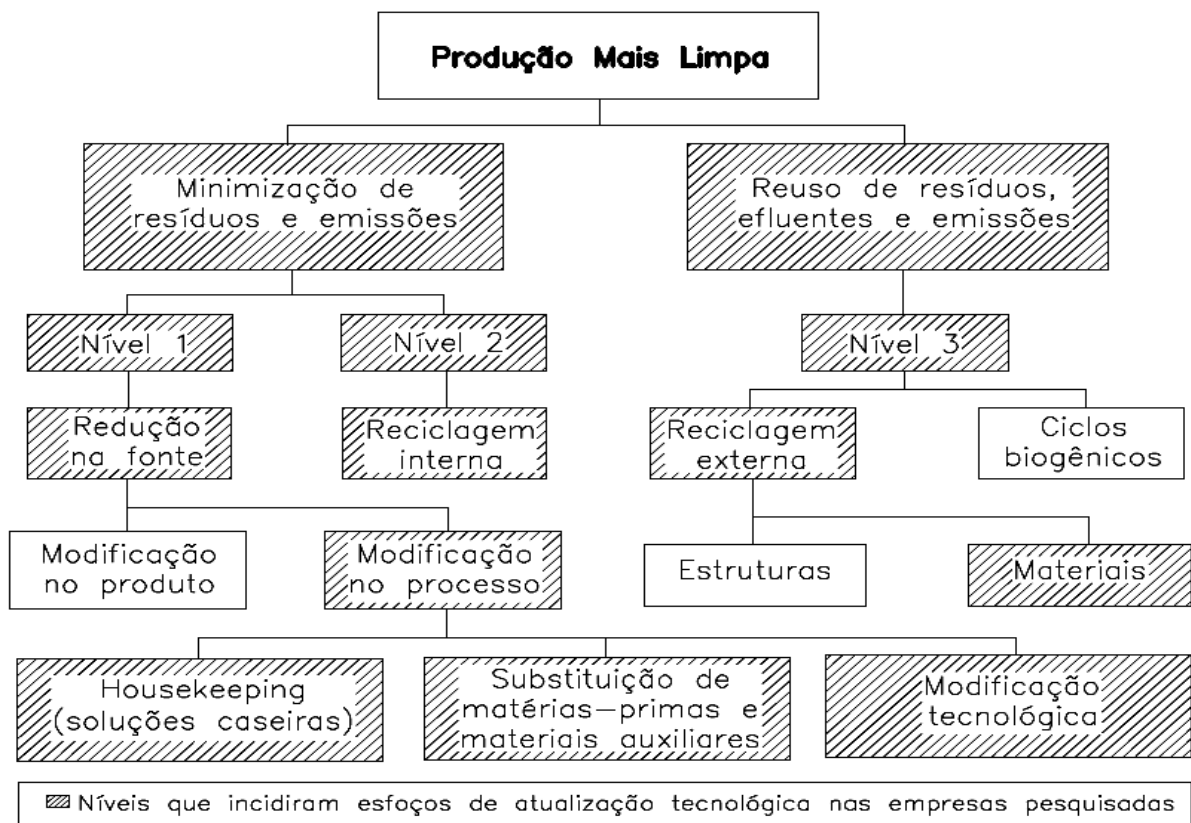 Produção Mais Limpa
Minimização de
resíduos e emissões
Reuso de resíduos,
efluentes e emissões
Nível 1
Nível 2
Nível 3
Redução
na fonte
Reciclagem
interna
Reciclagem
externa
Ciclos
biogênicos
Modificação
no produto
Modificação
no processo
Estruturas
Materiais
Housekeeping
(soluções caseiras)
Substituição de
matérias-primas e
materiais auxiliares
Modificação
tecnológica
Níveis que incidiram esfoços de atualização tecnológica nas empresas pesquisadas